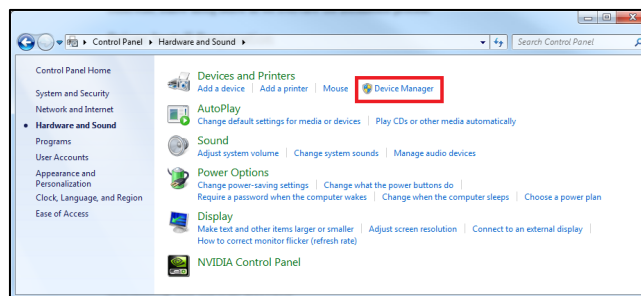 Control Panel ▸ Hardware and Sound ▸
Search Control Panel
Control Panel Home
System and Security
Network and Internet
Hardware and Sound
Programs
User Accounts
Appearance and
Personalization
Clock, Language, and Region
Ease of Access
Devices and Printers
Add a device | Add a printer | Mouse | Device Manager
AutoPlay
Change default settings for media or devices | Play CDs or other media automatically
Sound
Adjust system volume | Change system sounds | Manage audio devices
Power Options
Change power-saving settings | Change what the power buttons do |
Require a password when the computer wakes | Change when the computer sleeps | Choose a power plan
Display
Make text and other items larger or smaller | Adjust screen resolution | Connect to an external display |
How to correct monitor flicker (refresh rate)
NVIDIA Control Panel